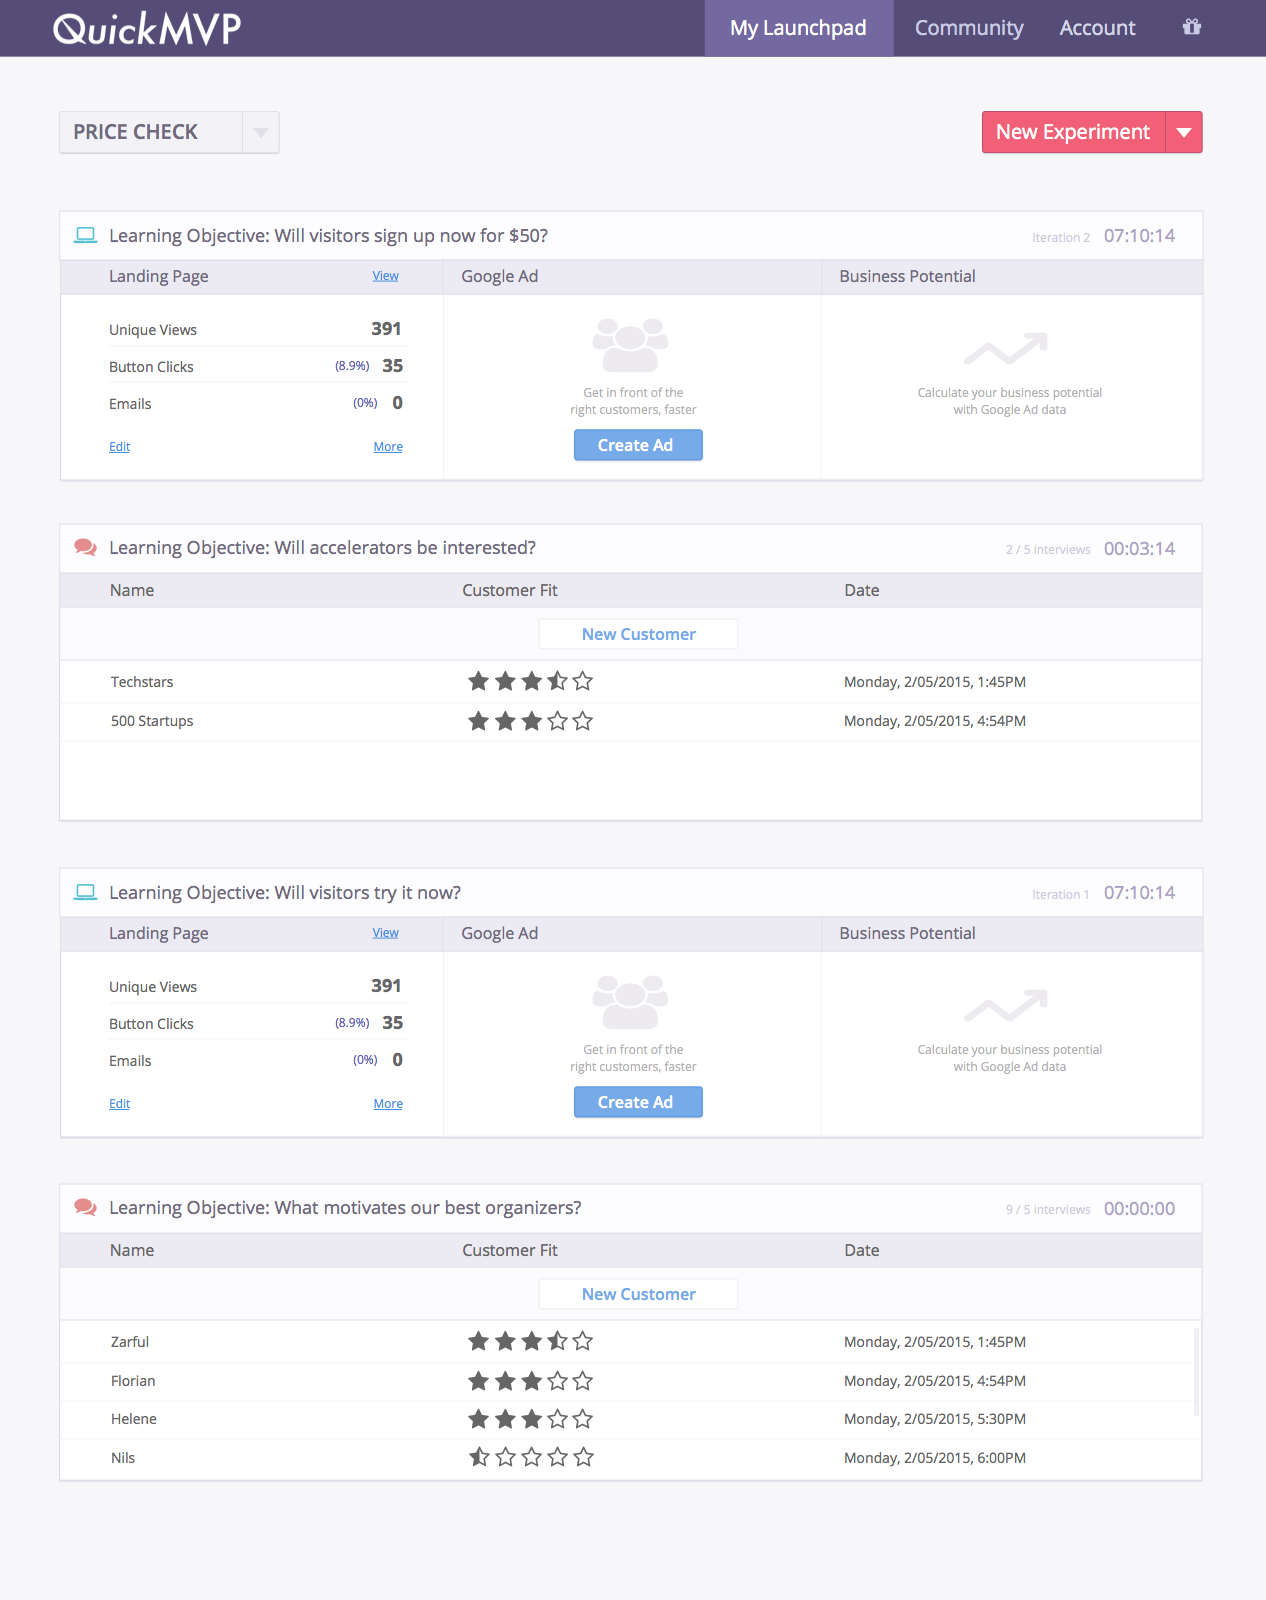 QuickMVP
My Launchpad Community Account
PRICE CHECK
New Experiment
Learning Objective: Will visitors sign up now for $50? Iteration 2 07:10:14
Landing Page View Google Ad Business Potential
Unique Views 391
Button Clicks (8.9%) 35
Emails (0%) 0
Edit More
Get in front of the
right customers, faster
Create Ad
Calculate your business potential
with Google Ad data
Learning Objective: Will accelerators be interested? 2 / 5 interviews 00:03:14
Name Customer Fit Date
New Customer
Techstars Monday, 2/05/2015, 1:45PM
500 Startups Monday, 2/05/2015, 4:54PM
Learning Objective: Will visitors try it now? Iteration 1 07:10:14
Landing Page View Google Ad Business Potential
Unique Views 391
Button Clicks (8.9%) 35
Emails (0%) 0
Edit More
Get in front of the
right customers, faster
Create Ad
Calculate your business potential
with Google Ad data
Learning Objective: What motivates our best organizers? 9 / 5 interviews 00:00:00
Name Customer Fit Date
New Customer
Zarful Monday, 2/05/2015, 1:45PM
Florian Monday, 2/05/2015, 4:54PM
Helene Monday, 2/05/2015, 5:30PM
Nils Monday, 2/05/2015, 6:00PM